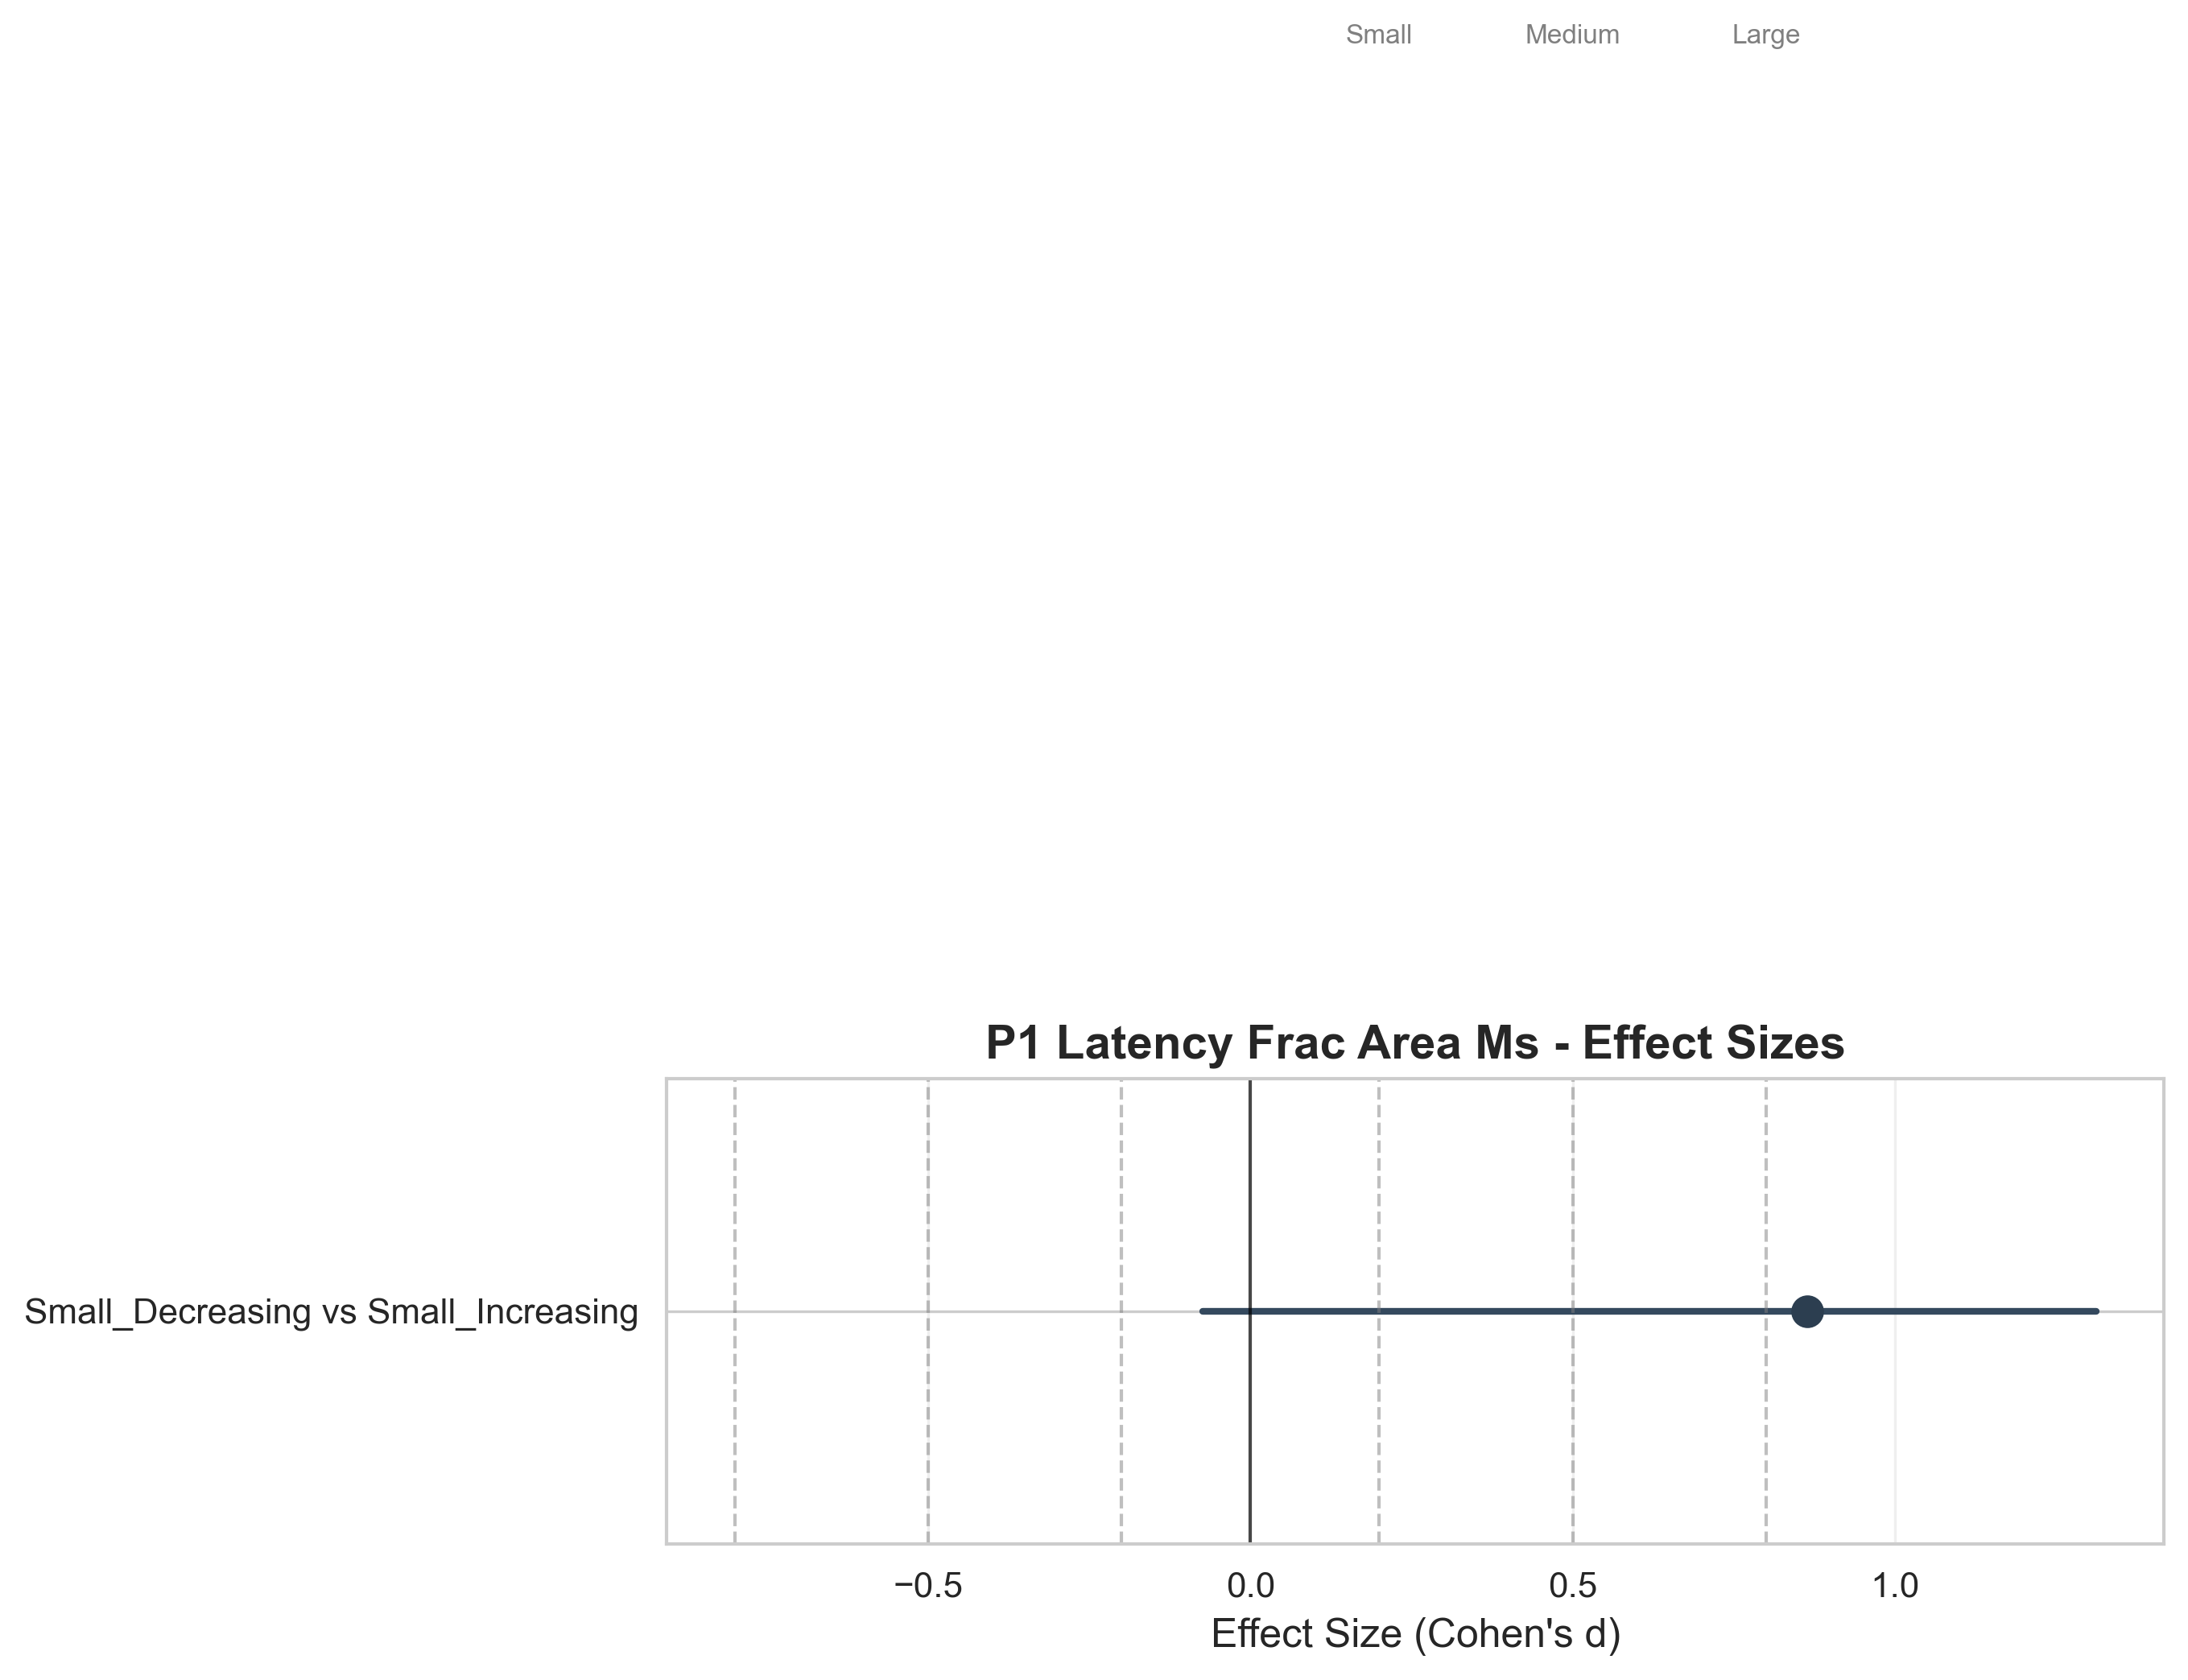 Small Medium Large
P1 Latency Frac Area Ms - Effect Sizes
Small_Decreasing vs Small_Increasing
−0.5 0.0 0.5 1.0
Effect Size (Cohen's d)